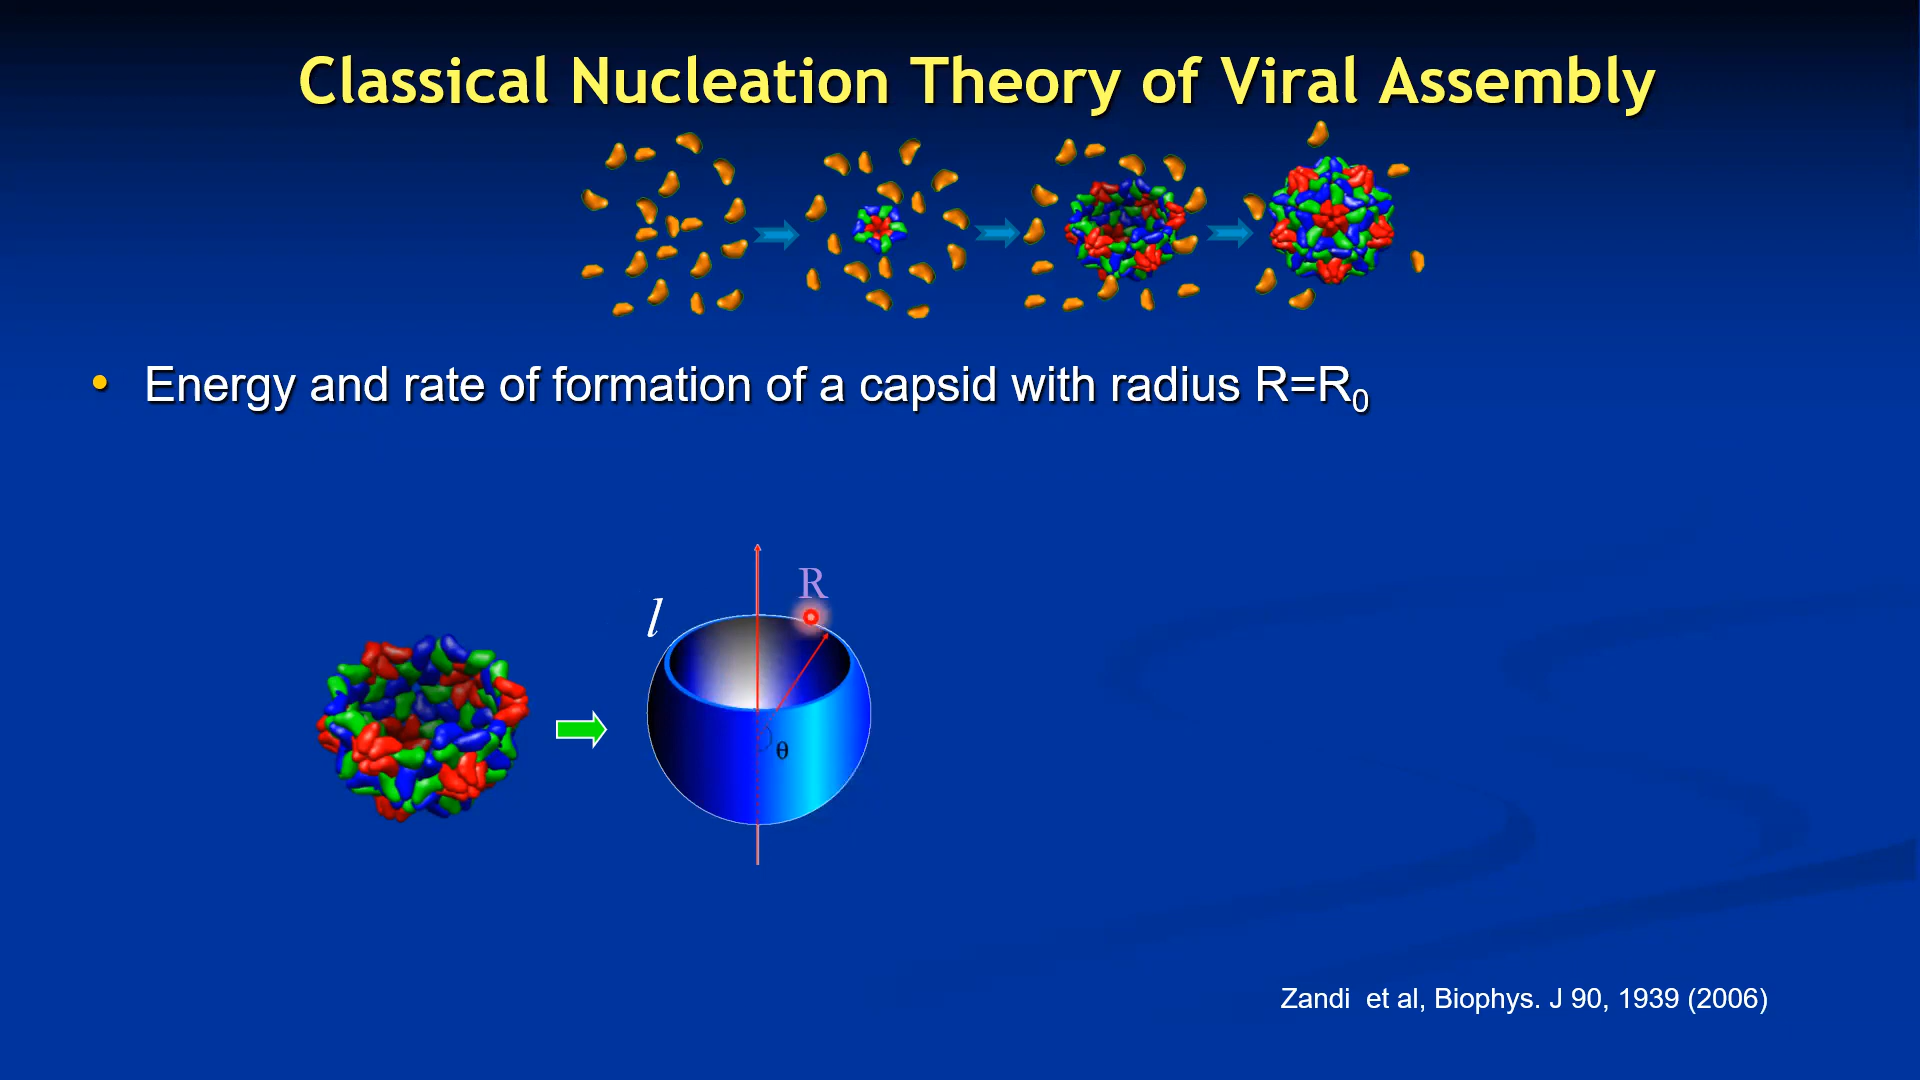 Classical Nucleation Theory of Viral Assembly
• Energy and rate of formation of a capsid with radius R=R₀
R
l
θ
Zandi et al, Biophys. J 90, 1939 (2006)